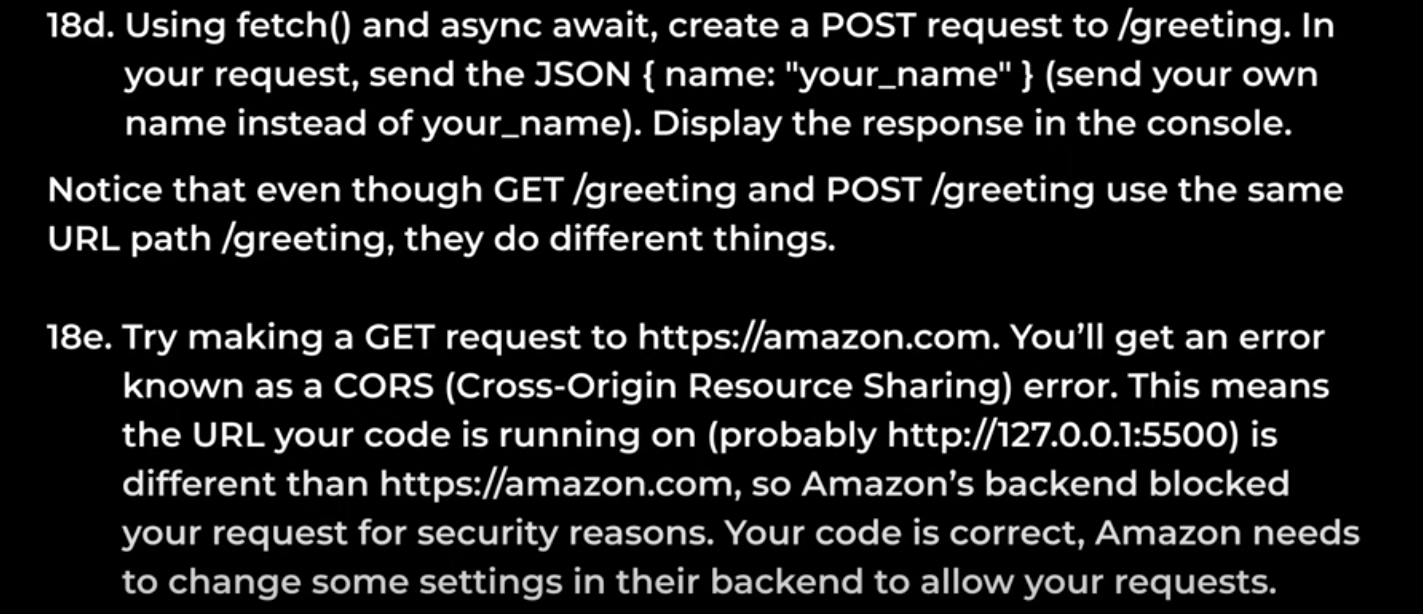 18d. Using fetch() and async await, create a POST request to /greeting. In
your request, send the JSON { name: "your_name" } (send your own
name instead of your_name). Display the response in the console.
Notice that even though GET /greeting and POST /greeting use the same
URL path /greeting, they do different things.
18e. Try making a GET request to https://amazon.com. You’ll get an error
known as a CORS (Cross-Origin Resource Sharing) error. This means
the URL your code is running on (probably http://127.0.0.1:5500) is
different than https://amazon.com, so Amazon’s backend blocked
your request for security reasons. Your code is correct, Amazon needs
to change some settings in their backend to allow your requests.